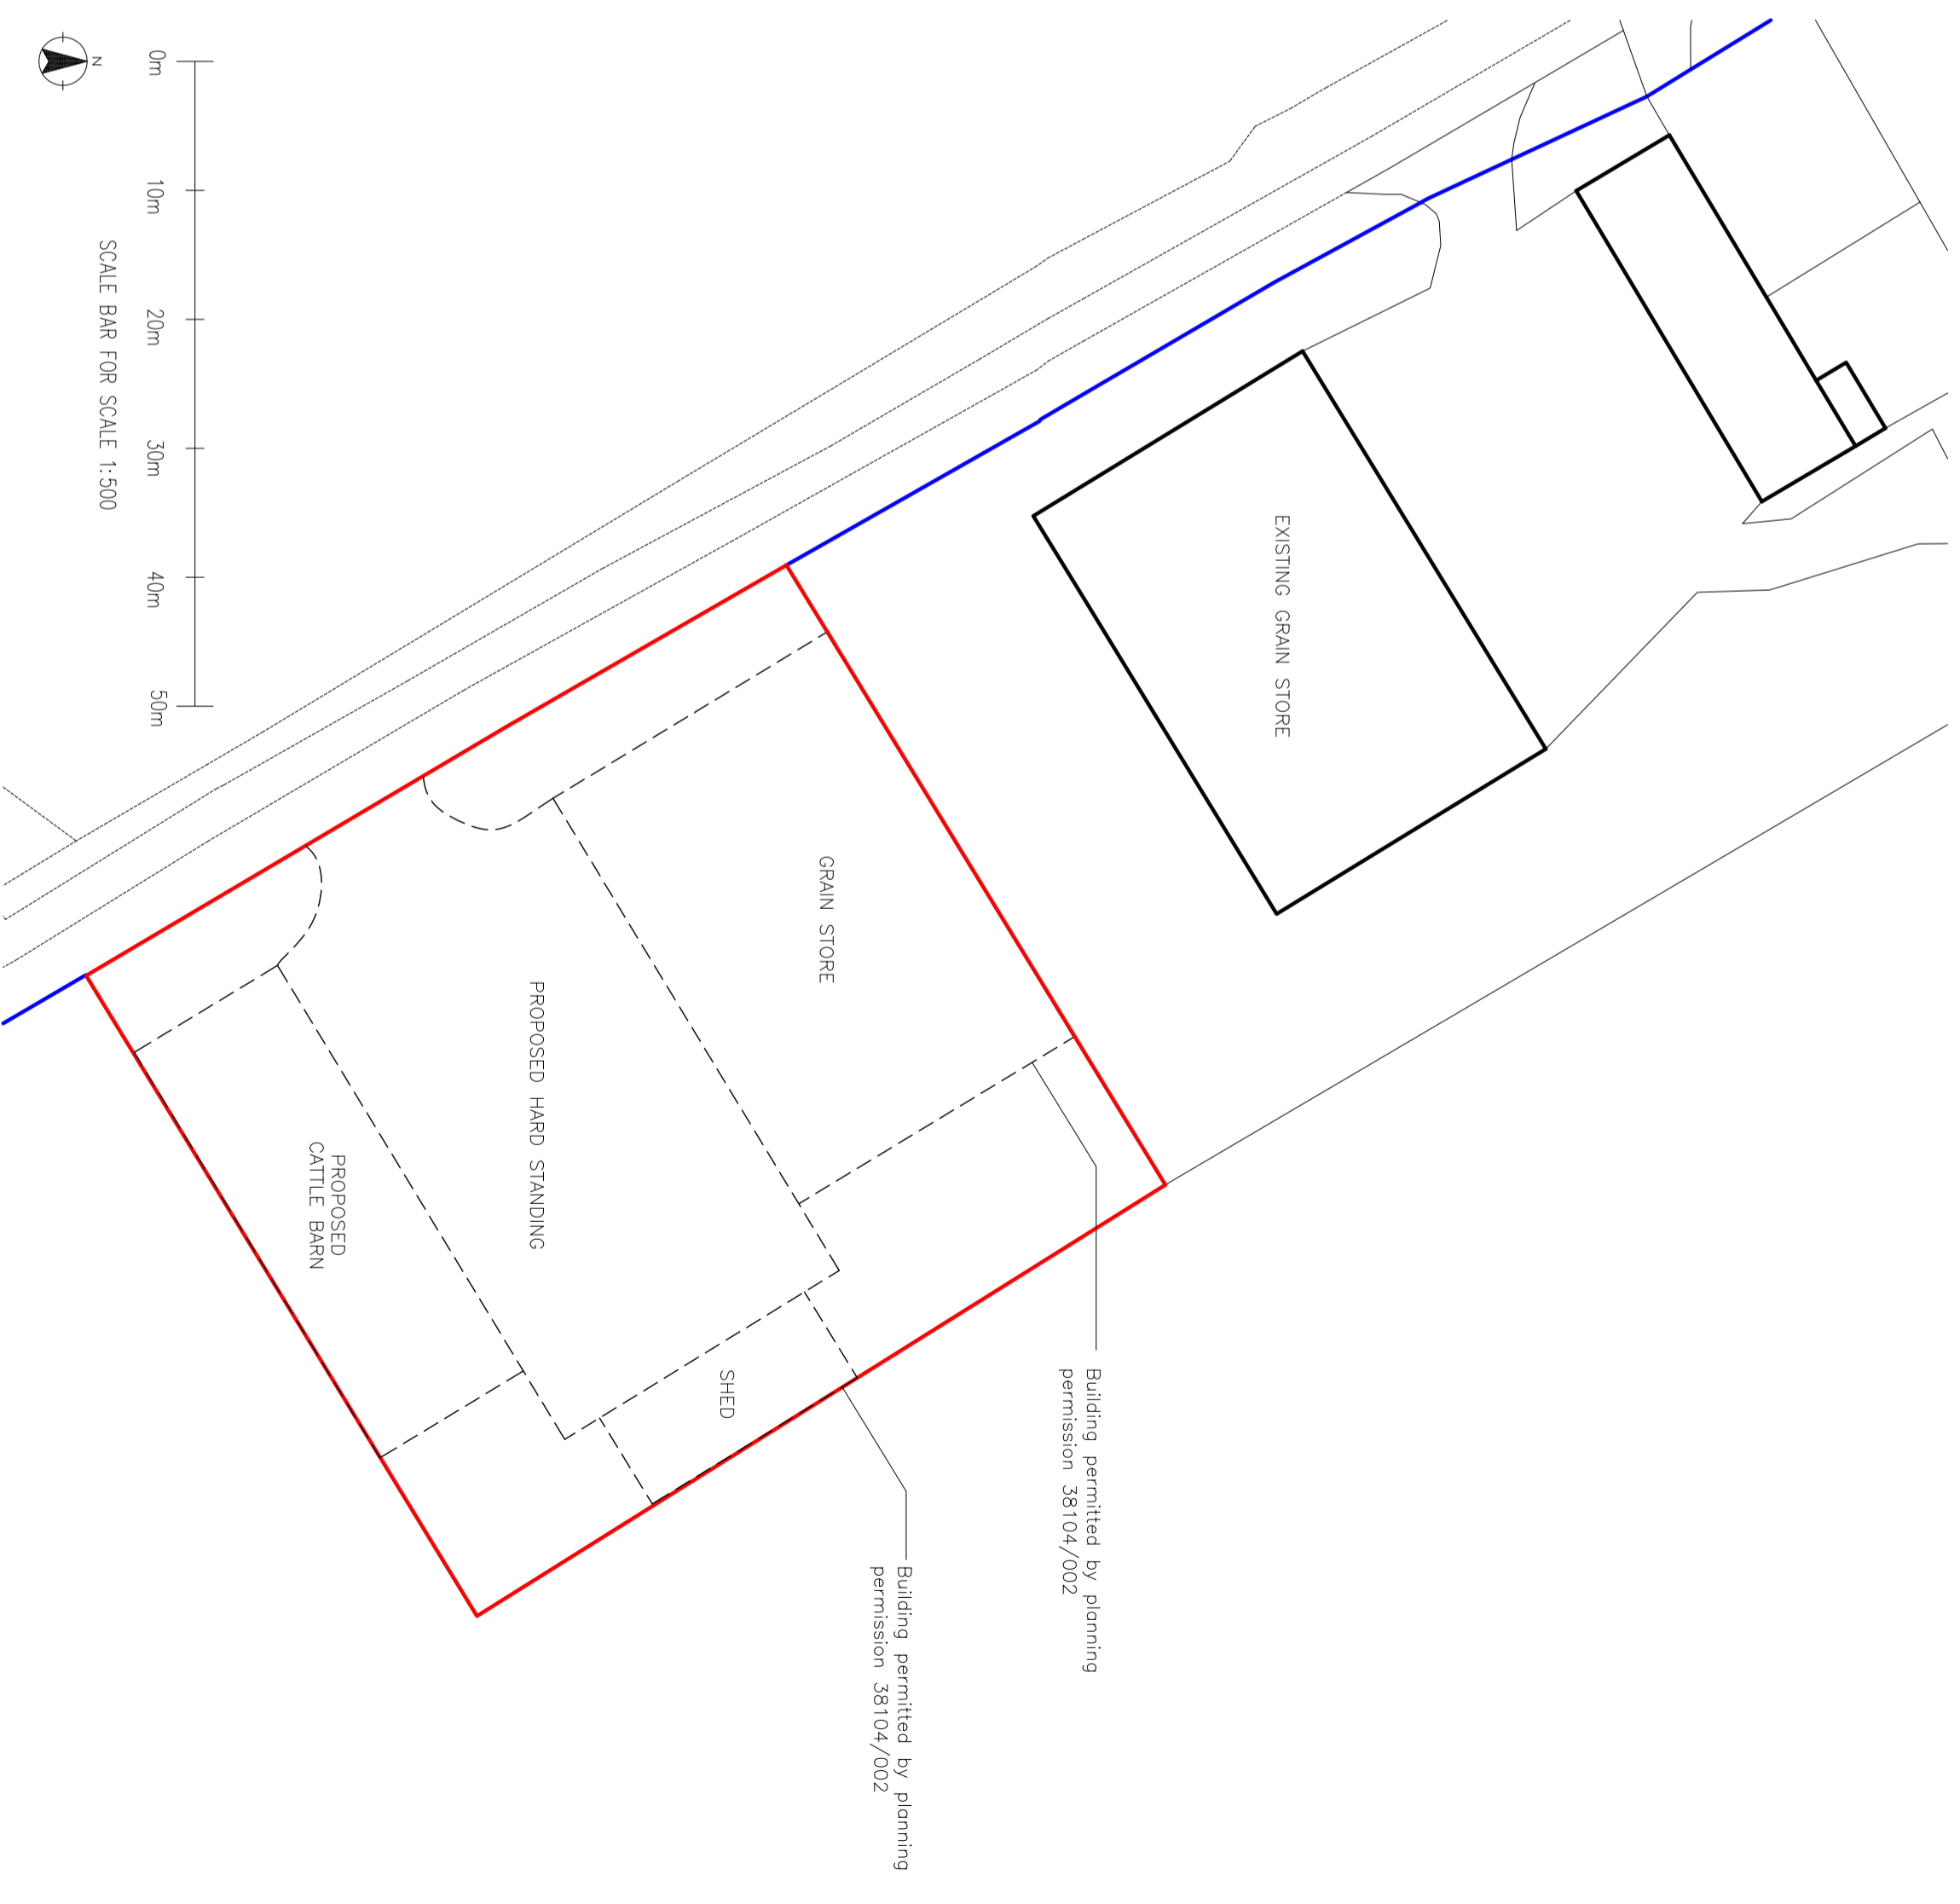 N
0m
10m
20m
30m
40m
50m
SCALE BAR FOR SCALE 1:500
EXISTING GRAIN STORE
GRAIN STORE
PROPOSED HARD STANDING
PROPOSED
CATTLE BARN
SHED
Building permitted by planning
permission 38104/002
Building permitted by planning
permission 38104/002